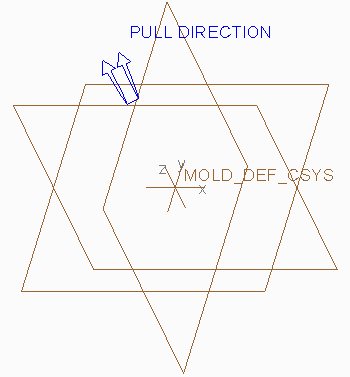 PULL DIRECTION
z y
MOLD_DEF_CSYS
x